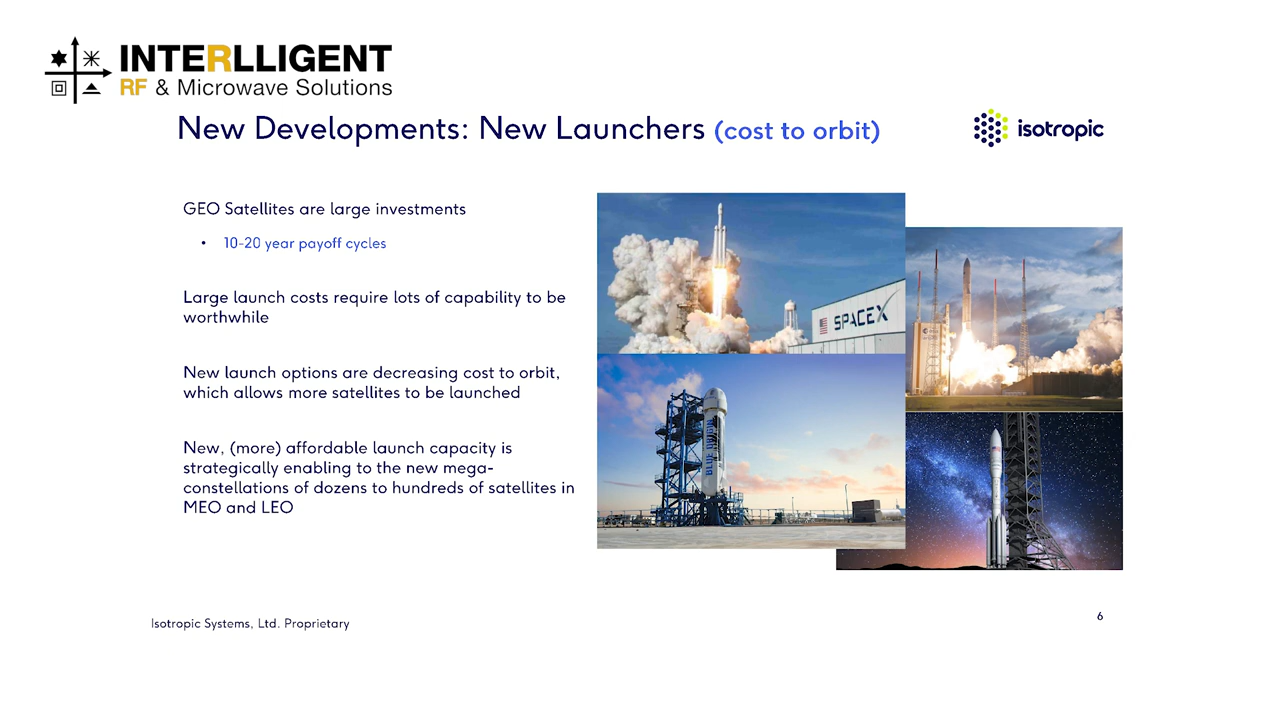 INTERLLIGENT
RF & Microwave Solutions
New Developments: New Launchers (cost to orbit)
isotropic
GEO Satellites are large investments
• 10-20 year payoff cycles
Large launch costs require lots of capability to be
worthwhile
New launch options are decreasing cost to orbit,
which allows more satellites to be launched
New, (more) affordable launch capacity is
strategically enabling to the new mega-
constellations of dozens to hundreds of satellites in
MEO and LEO
SPACEX
BLUE ORIGIN
Isotropic Systems, Ltd. Proprietary
6